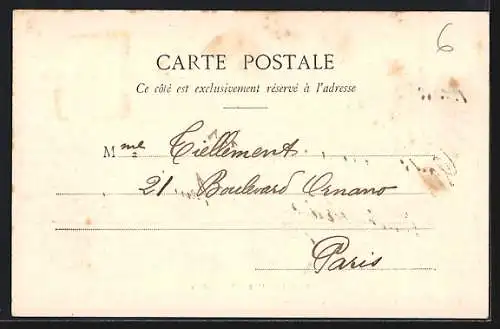 6
CARTE POSTALE
Ce côté est exclusivement réservé à l'adresse
Mme Tiellement
21 Boulevard Ornano
Paris